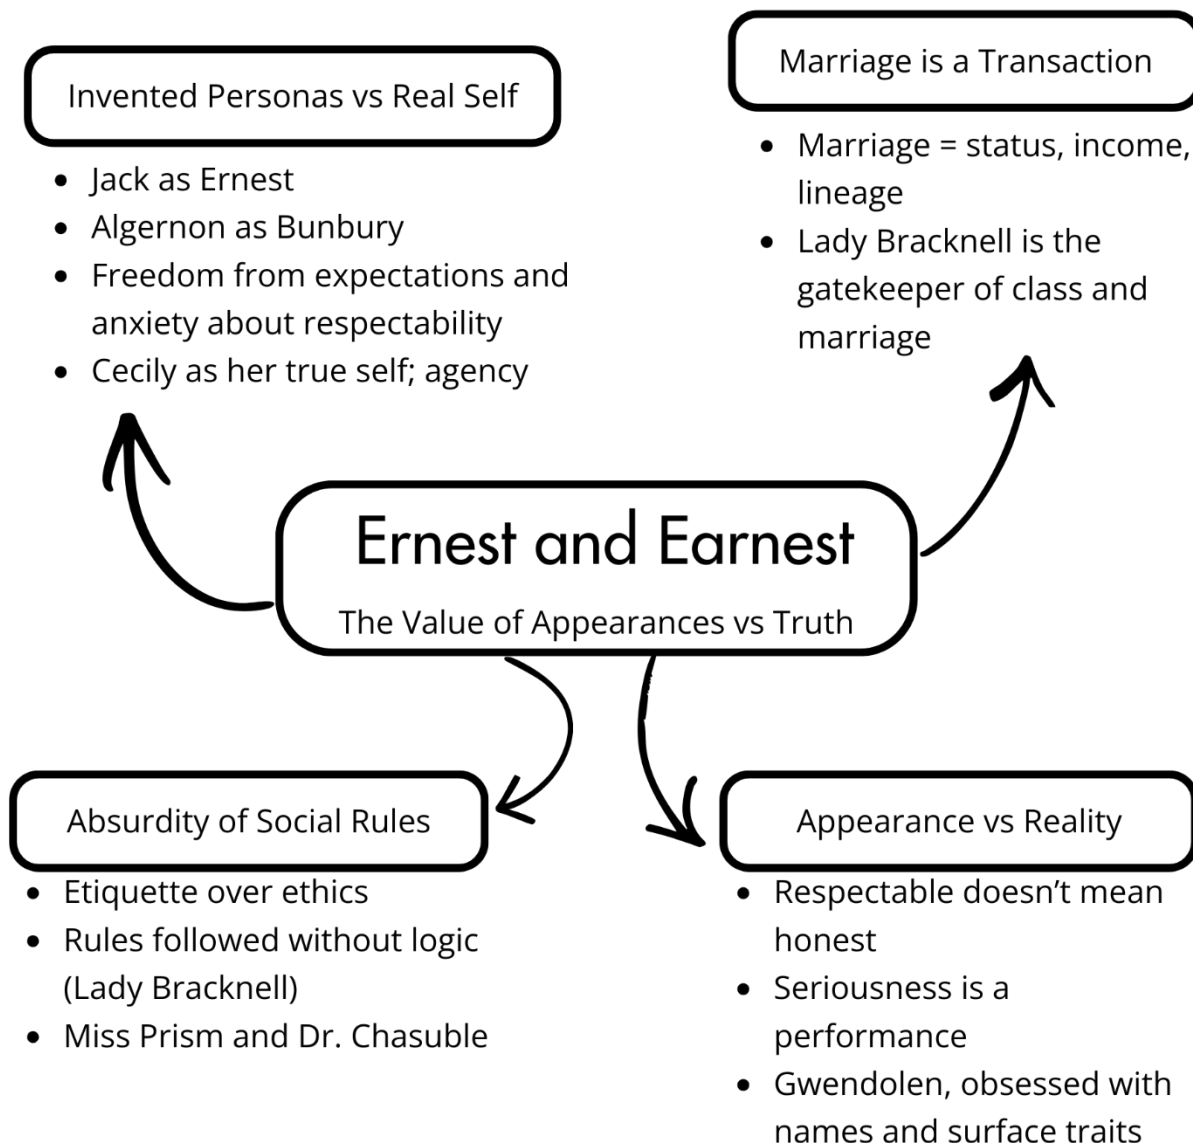 Invented Personas vs Real Self
• Jack as Ernest
• Algernon as Bunbury
• Freedom from expectations and
anxiety about respectability
• Cecily as her true self; agency
Marriage is a Transaction
• Marriage = status, income,
lineage
• Lady Bracknell is the
gatekeeper of class and
marriage
Ernest and Earnest
The Value of Appearances vs Truth
Absurdity of Social Rules
• Etiquette over ethics
• Rules followed without logic
(Lady Bracknell)
• Miss Prism and Dr. Chasuble
Appearance vs Reality
• Respectable doesn’t mean
honest
• Seriousness is a
performance
• Gwendolen, obsessed with
names and surface traits